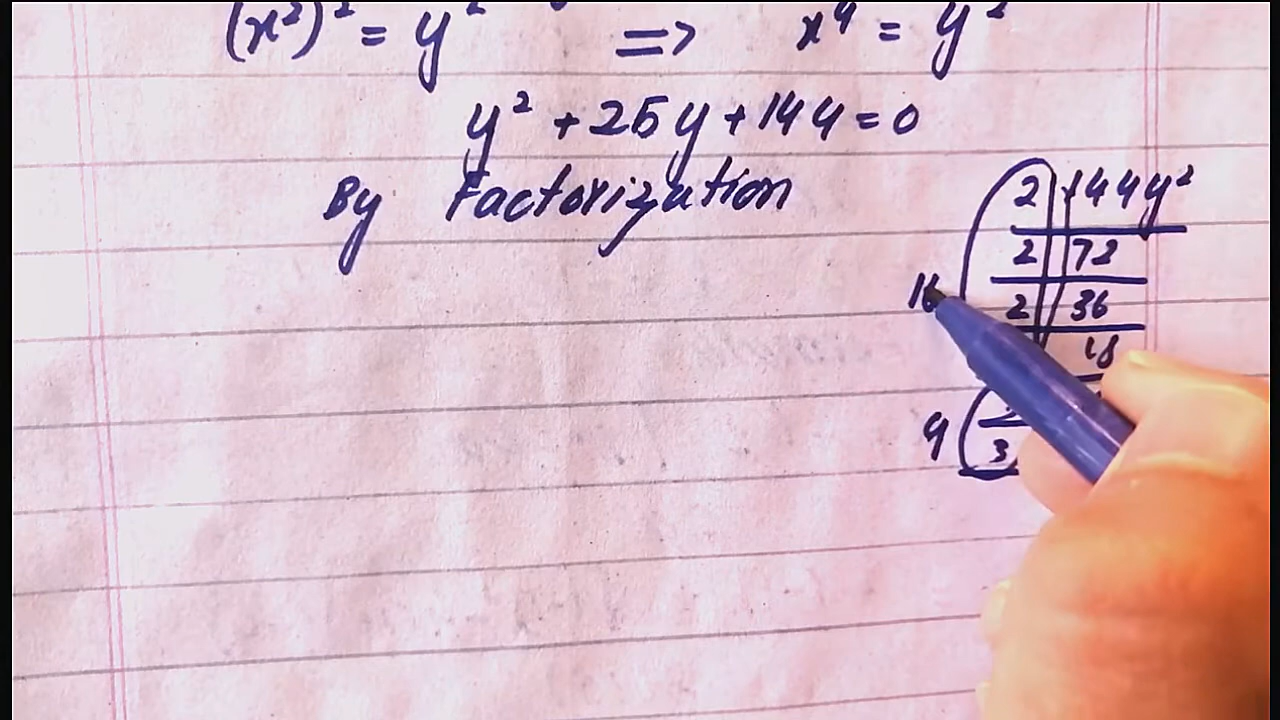 (x²)² = y² => x⁴ = y²
y² + 25y + 144 = 0
By Factorization
2 144y²
2 72
16 2 36
18
9 3